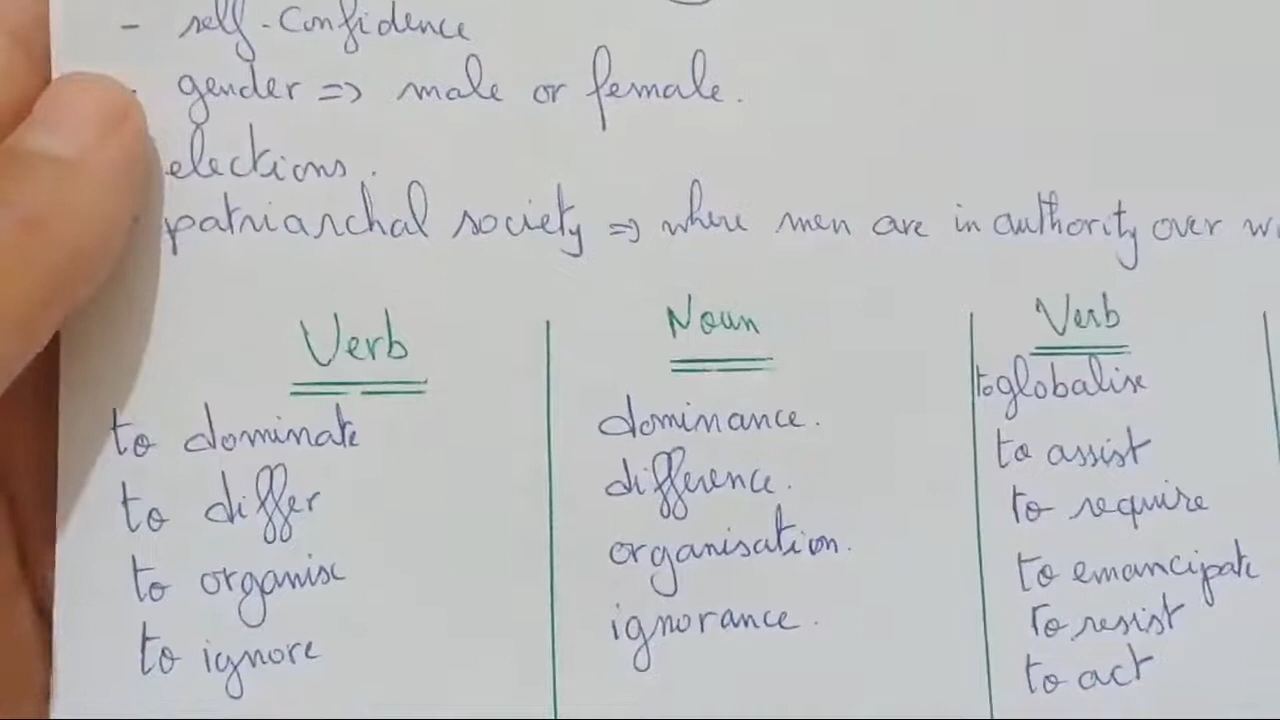 - self-confidence
gender => male or female.
elections.
patriarchal society => where men are in authority over
Verb Noun Verb
to globalise
to dominate dominance.
to assist
to differ difference.
to require
to organise organisation.
to emancipate
to ignore ignorance.
to resist
to act